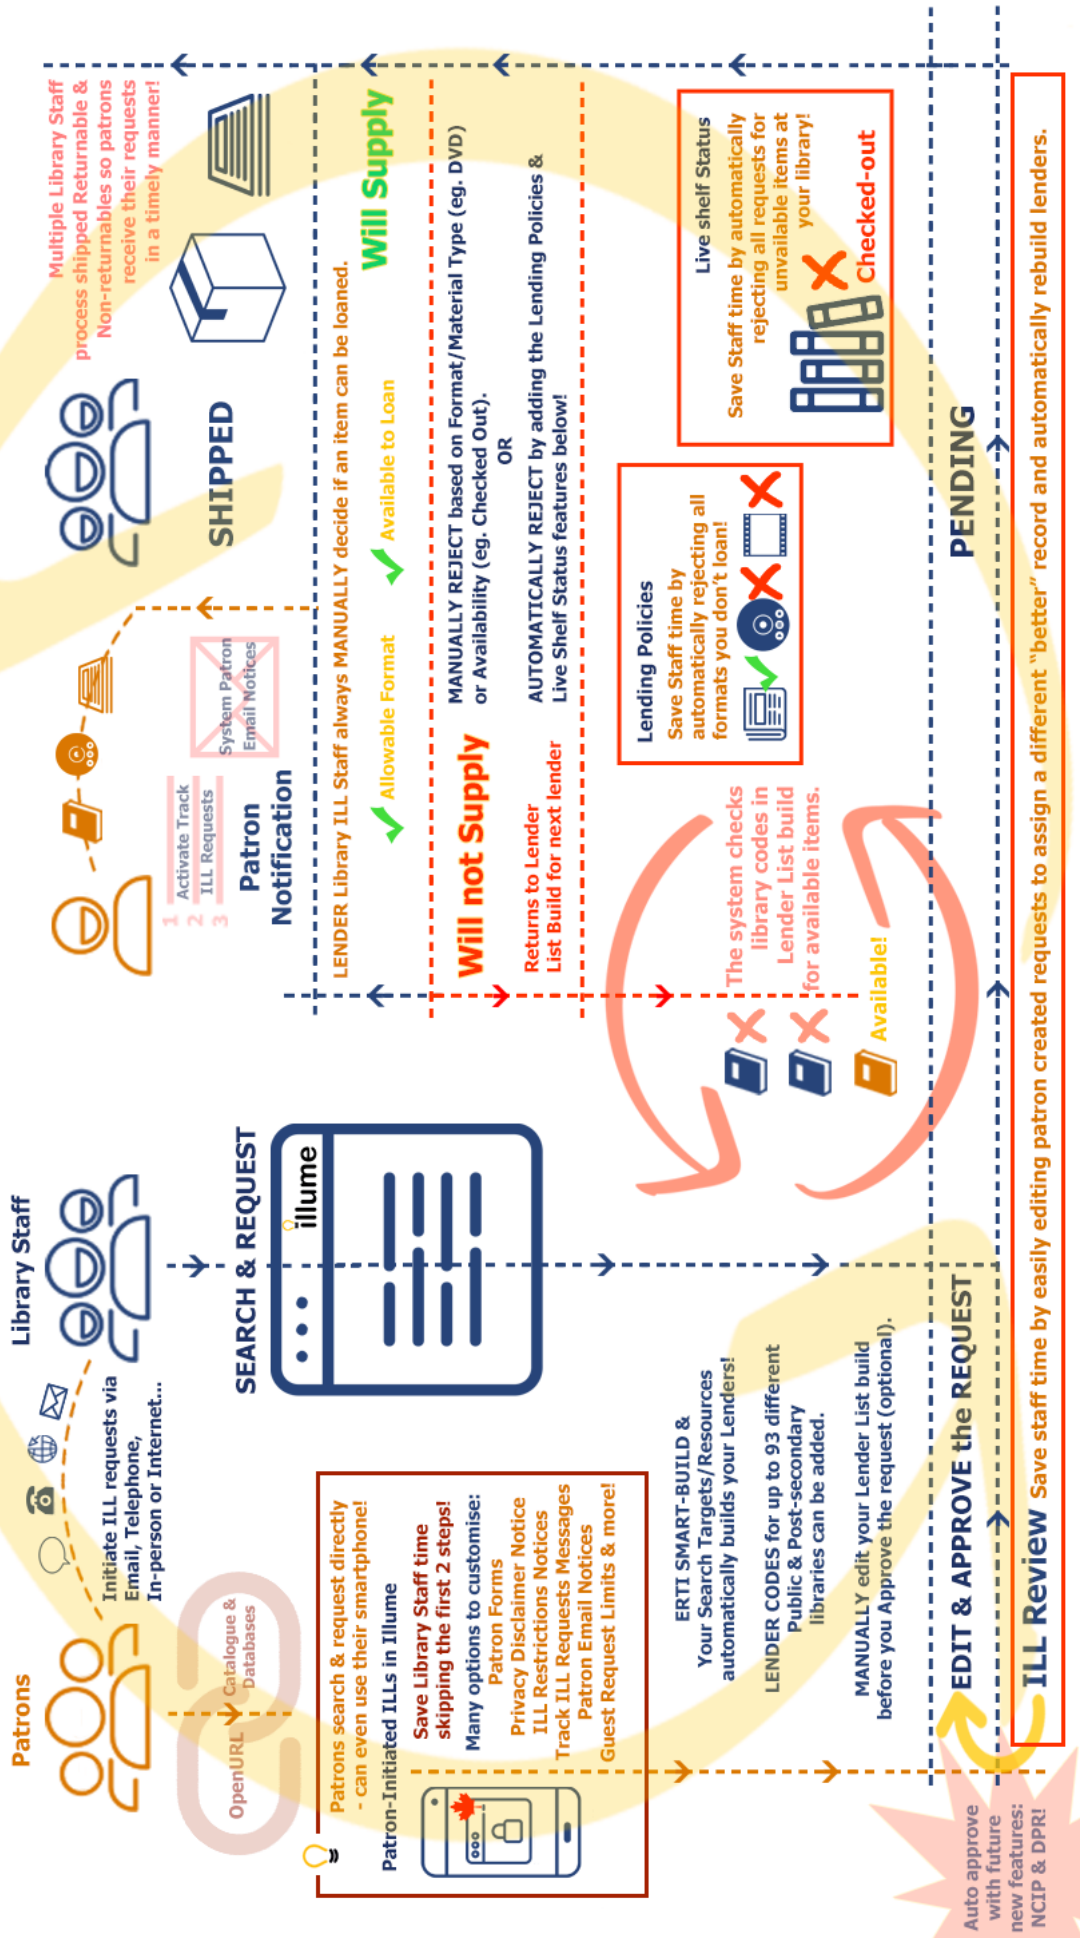 Patrons
Library Staff
Initiate ILL requests via
Email, Telephone,
In-person or Internet...
OpenURL
Catalogue &
Databases
Patrons search & request directly
- can even use their smartphone!
Patron-Initiated ILLs in Illume
Save Library Staff time
skipping the first 2 steps!
Many options to customise:
Patron Forms
Privacy Disclaimer Notice
ILL Restrictions Notices
Track ILL Requests Messages
Patron Email Notices
Guest Request Limits & more!
SEARCH & REQUEST
illume
ERTI SMART-BUILD &
Your Search Targets/Resources
automatically builds your Lenders!
LENDER CODES for up to 93 different
Public & Post-secondary
libraries can be added.
MANUALLY edit your Lender List build
before you Approve the request (optional).
EDIT & APPROVE the REQUEST
Auto approve
with future
new features:
NCIP & DPR!
ILL Review Save staff time by easily editing patron created requests to assign a different “better” record and automatically rebuild lenders.
PENDING
The system checks
library codes in
Lender List build
for available items.
Available!
Lending Policies
Save Staff time by
automatically rejecting all
formats you don't loan!
Live shelf Status
Save Staff time by automatically
rejecting all requests for
unvailable items at
your library!
Checked-out
Will not Supply
Returns to Lender
List Build for next lender
MANUALLY REJECT based on Format/Material Type (eg. DVD)
or Availability (eg. Checked Out).
OR
AUTOMATICALLY REJECT by adding the Lending Policies &
Live Shelf Status features below!
LENDER Library ILL Staff always MANUALLY decide if an item can be loaned.
Allowable Format
Available to Loan
Will Supply
Patron
Notification
1
2
3
Activate Track
ILL Requests
System Patron
Email Notices
SHIPPED
Multiple Library Staff
process shipped Returnable &
Non-returnables so patrons
receive their requests
in a timely manner!